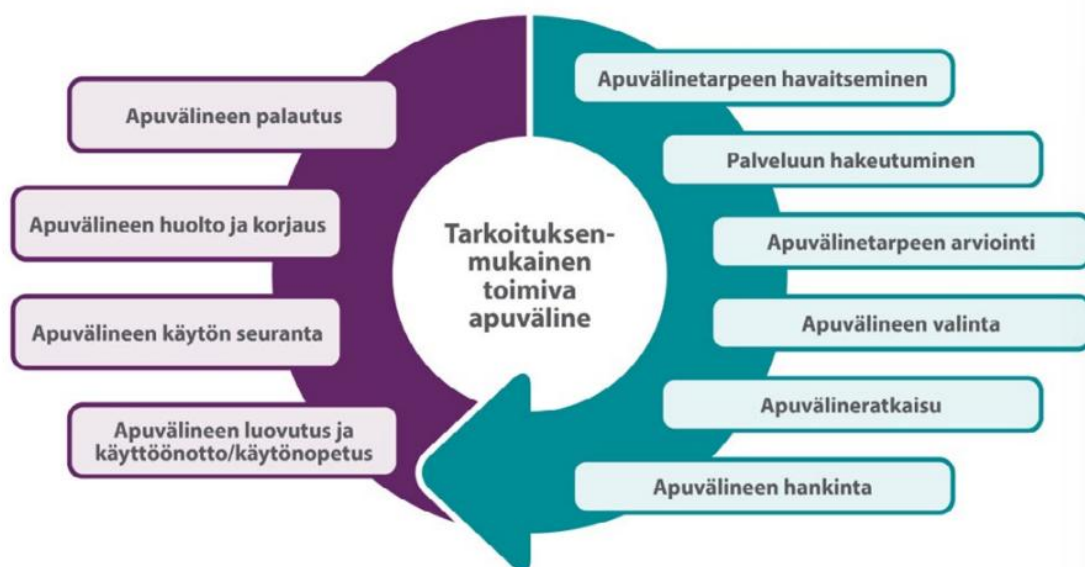 Apuvälinetarpeen havaitseminen
Palveluun hakeutuminen
Apuvälinetarpeen arviointi
Apuvälineen valinta
Apuvälineratkaisu
Apuvälineen hankinta
Apuvälineen luovutus ja
käyttöönotto/käytönopetus
Apuvälineen käytön seuranta
Apuvälineen huolto ja korjaus
Apuvälineen palautus
Tarkoituksen-
mukainen
toimiva
apuväline